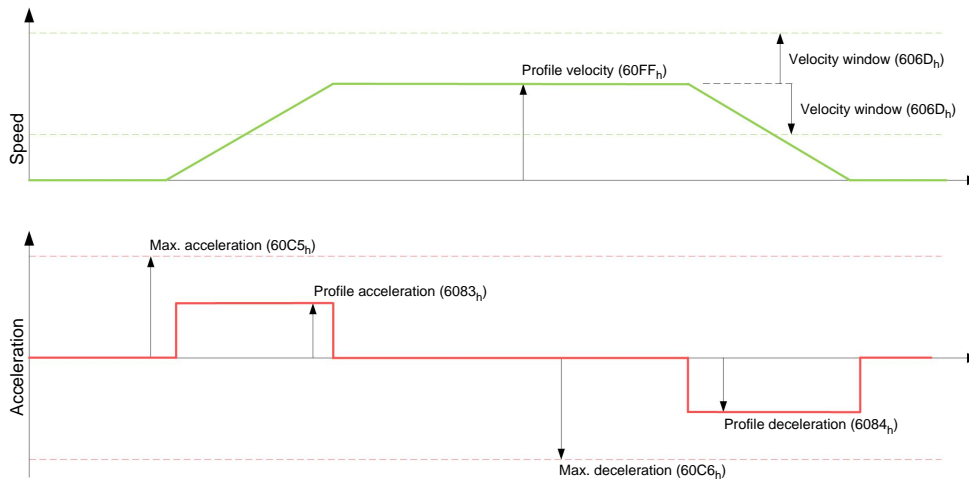 Velocity window (606Dh)
Profile velocity (60FFh)
Velocity window (606Dh)
Speed
Max. acceleration (60C5h)
Profile acceleration (6083h)
Acceleration
Profile deceleration (6084h)
Max. deceleration (60C6h)